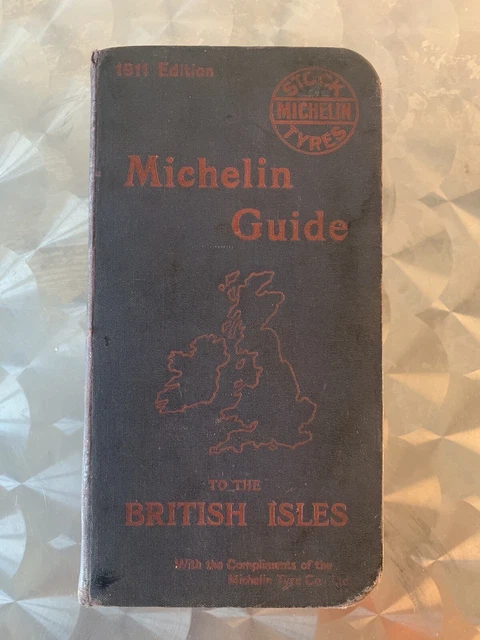 1911 Edition
STOCK
MICHELIN
TYRES
Michelin
Guide
TO THE
BRITISH ISLES
With the Compliments of the
Michelin Tyre Co., Ltd.